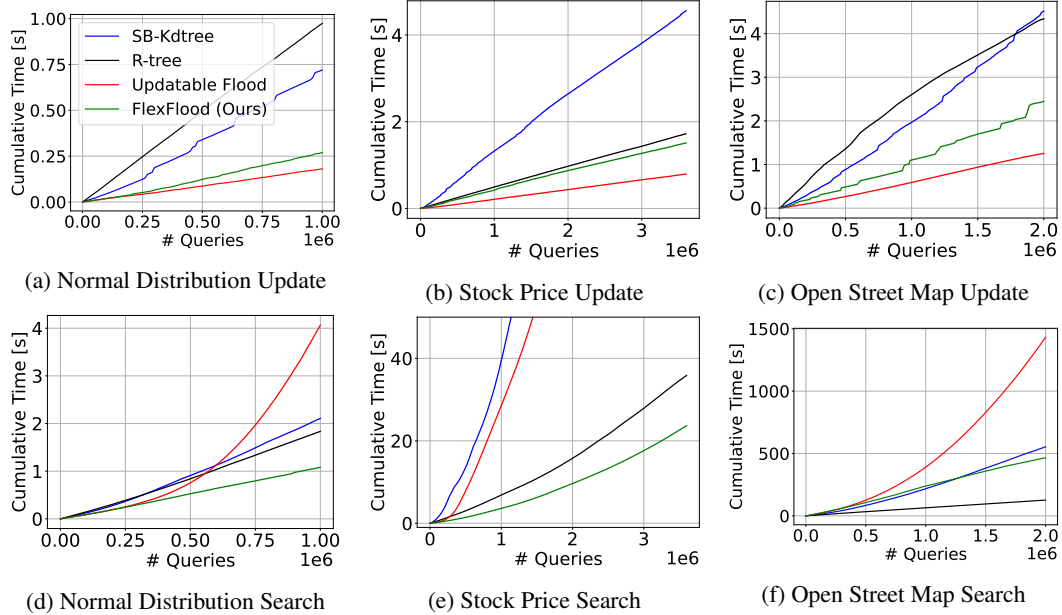 1.00
0.75
0.50
0.25
0.00
Cumulative Time [s]
SB-Kdtree
R-tree
Updatable Flood
FlexFlood (Ours)
0.00 0.25 0.50 0.75 1.00
# Queries 1e6
(a) Normal Distribution Update
4
2
0
Cumulative Time [s]
0 1 2 3
# Queries 1e6
(b) Stock Price Update
4
3
2
1
0
Cumulative Time [s]
0.0 0.5 1.0 1.5 2.0
# Queries 1e6
(c) Open Street Map Update
4
3
2
1
0
Cumulative Time [s]
0.00 0.25 0.50 0.75 1.00
# Queries 1e6
(d) Normal Distribution Search
40
20
0
Cumulative Time [s]
0 1 2 3
# Queries 1e6
(e) Stock Price Search
1500
1000
500
0
Cumulative Time [s]
0.0 0.5 1.0 1.5 2.0
# Queries 1e6
(f) Open Street Map Search